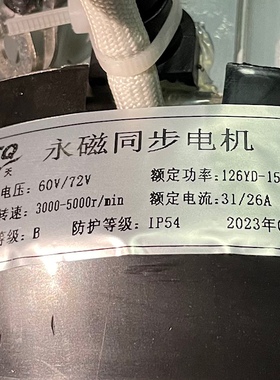 Q 永磁同步电机
天
电压: 60V/72V 额定功率: 126YD-15
转速: 3000-5000r/min 额定电流: 31/26A
等级: B 防护等级: IP54 2023年0